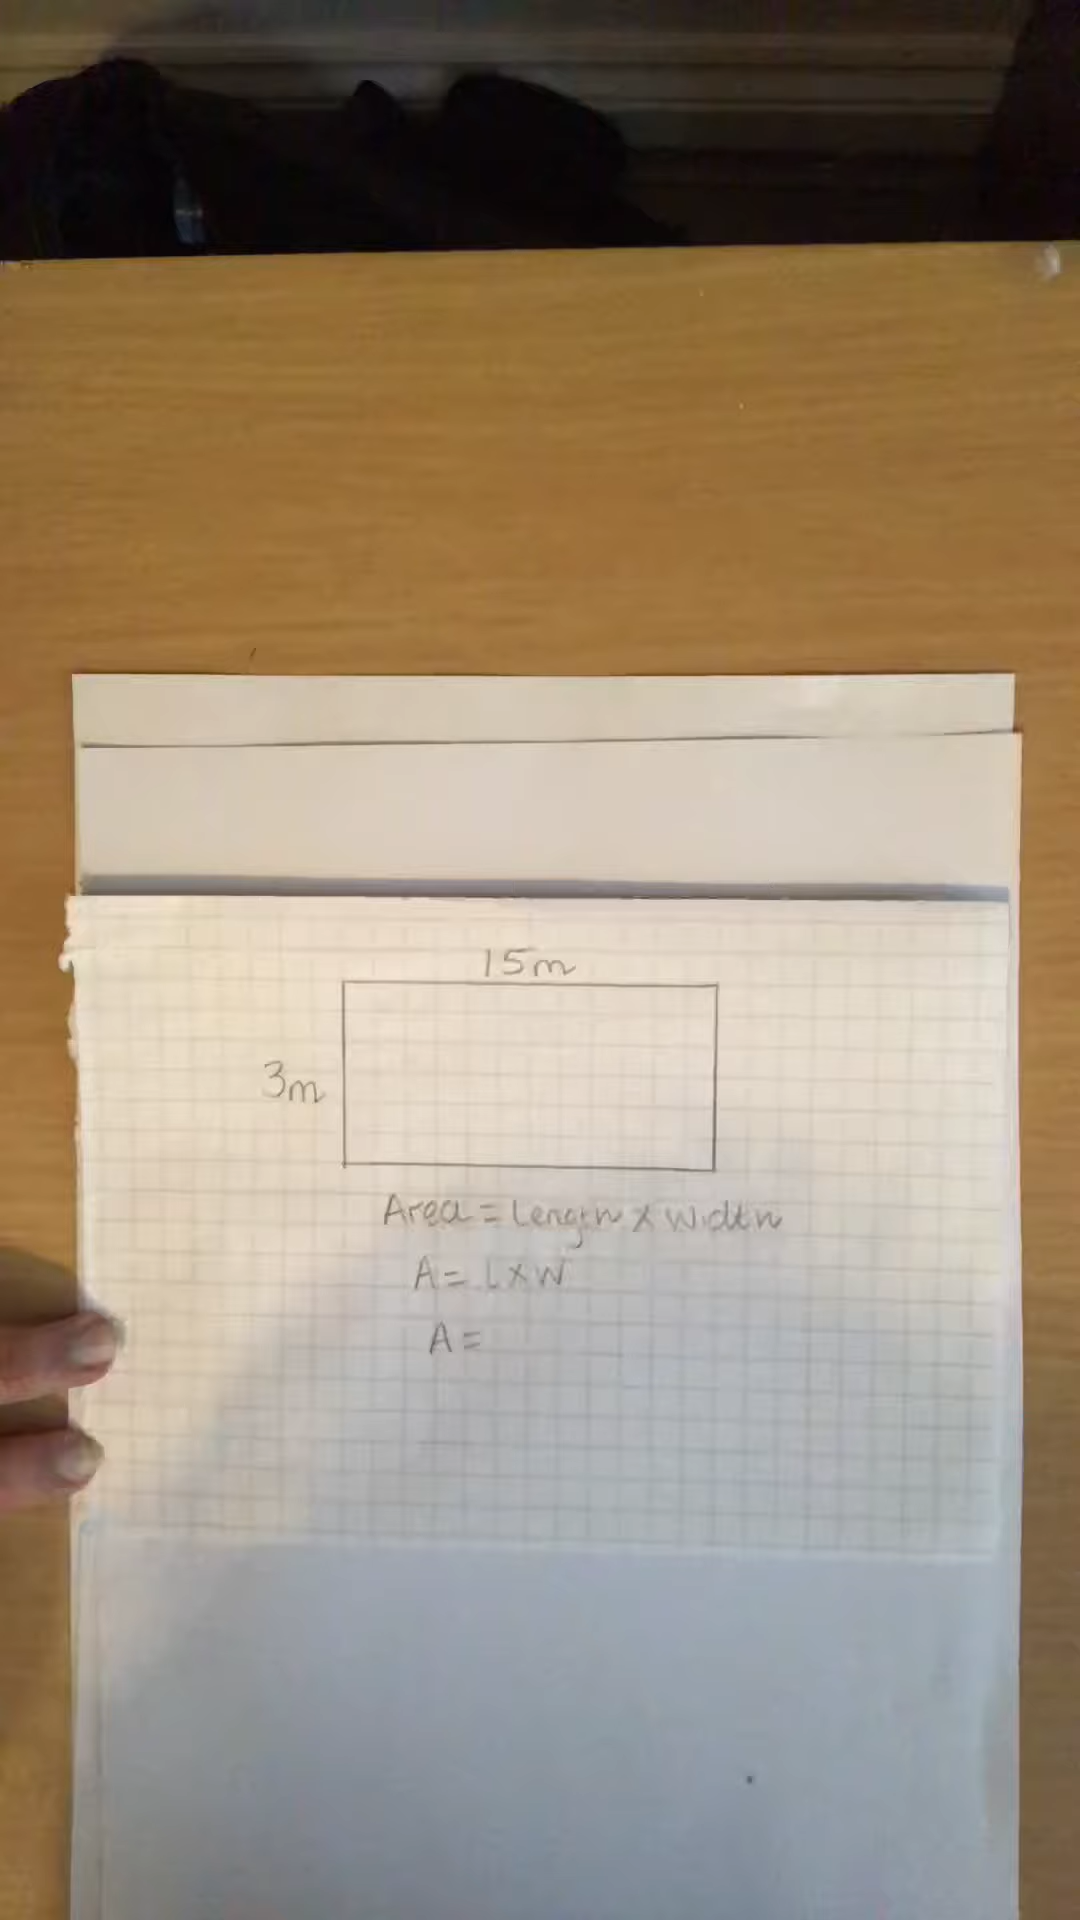 15m
3m
Area = Length x Width
A = L x W
A =